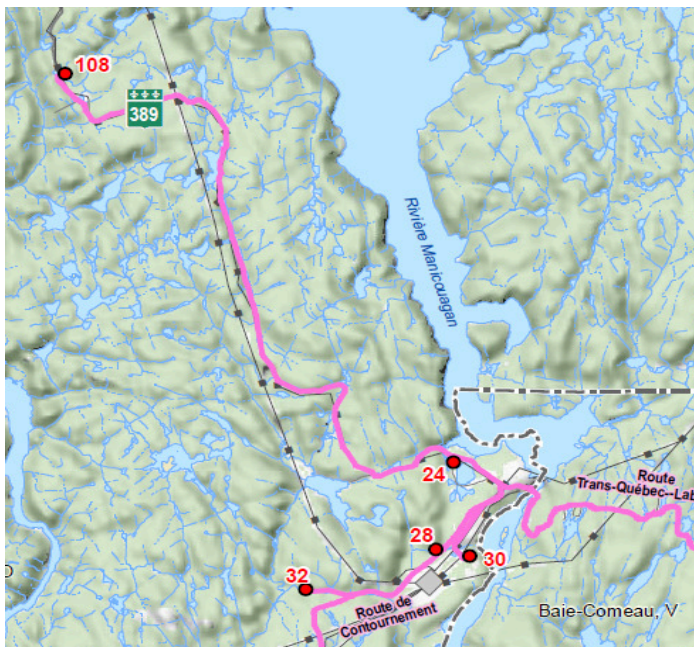 108
389
Rivière Manicouagan
24
Route
Trans-Québec--Lab
28
30
32
Route de
Contournement
Baie-Comeau, V